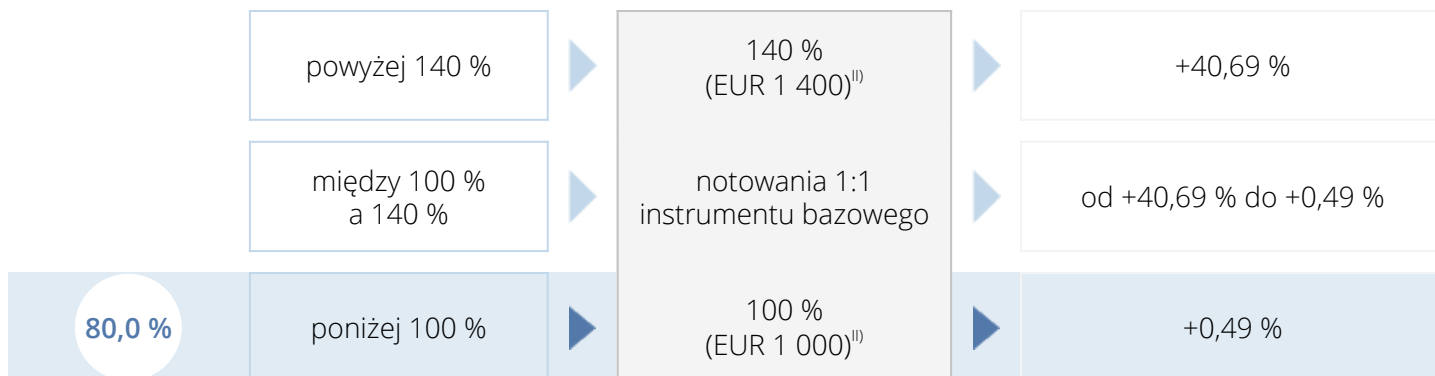 powyżej 140 %
140 %
(EUR 1 400)II)
+40,69 %
między 100 %
a 140 %
notowania 1:1
instrumentu bazowego
od +40,69 % do +0,49 %
80,0 %
poniżej 100 %
100 %
(EUR 1 000)II)
+0,49 %